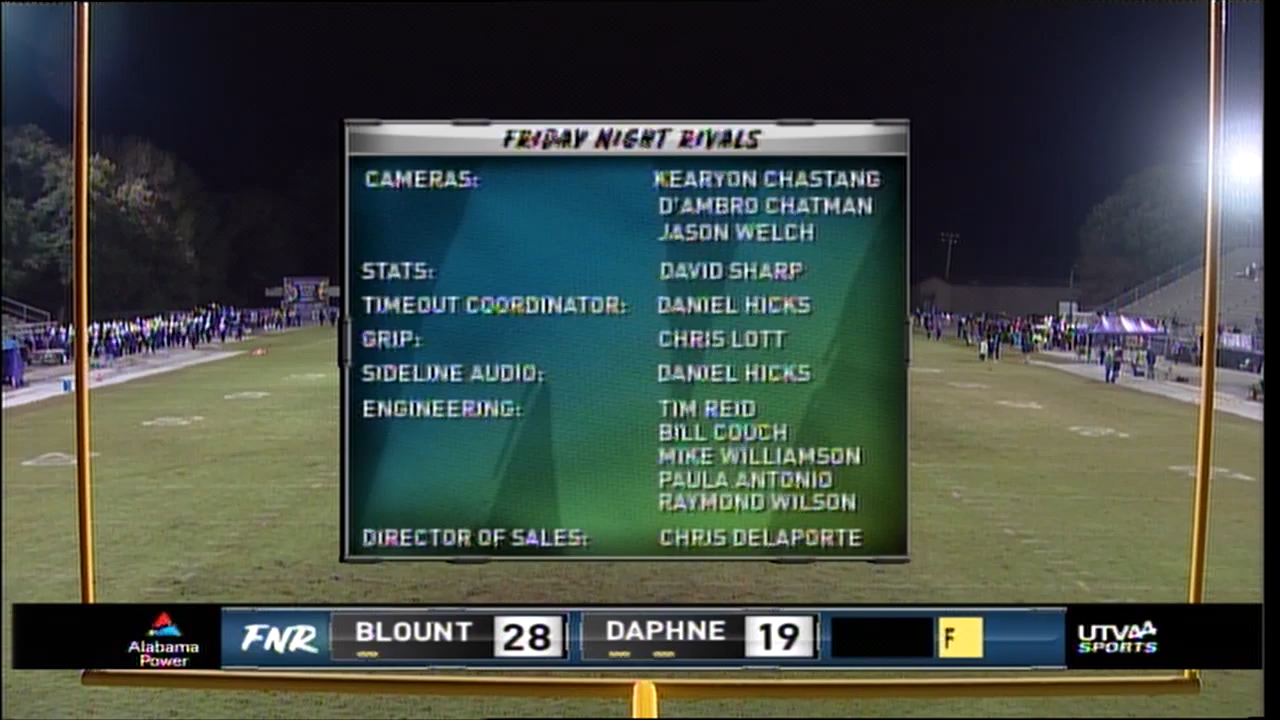 FRIDAY NIGHT RIVALS
CAMERAS: KEARYON CHASTANG
D'AMBRO CHATMAN
JASON WELCH
STATS: DAVID SHARP
TIMEOUT COORDINATOR: DANIEL HICKS
GRIP: CHRIS LOTT
SIDELINE AUDIO: DANIEL HICKS
ENGINEERING: TIM REID
BILL COUCH
MIKE WILLIAMSON
PAULA ANTONIO
RAYMOND WILSON
DIRECTOR OF SALES: CHRIS DELAPORTE
Alabama Power FNR BLOUNT 28 DAPHNE 19 F UTVAA SPORTS